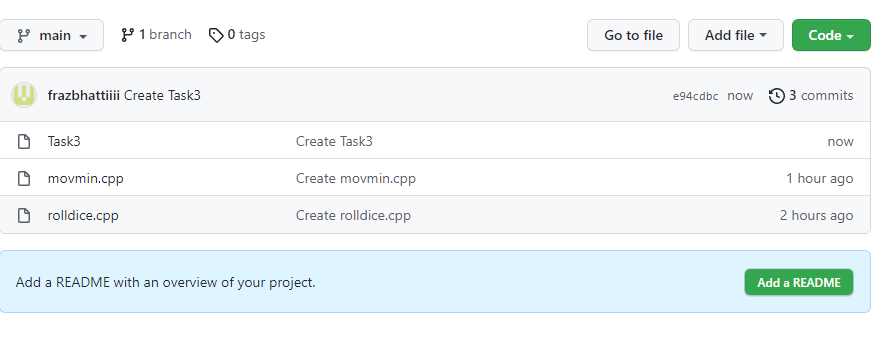 main 1 branch 0 tags Go to file Add file Code
frazbhattiiii Create Task3 e94cdbc now 3 commits
Task3 Create Task3 now
movmin.cpp Create movmin.cpp 1 hour ago
rolldice.cpp Create rolldice.cpp 2 hours ago
Add a README with an overview of your project. Add a README